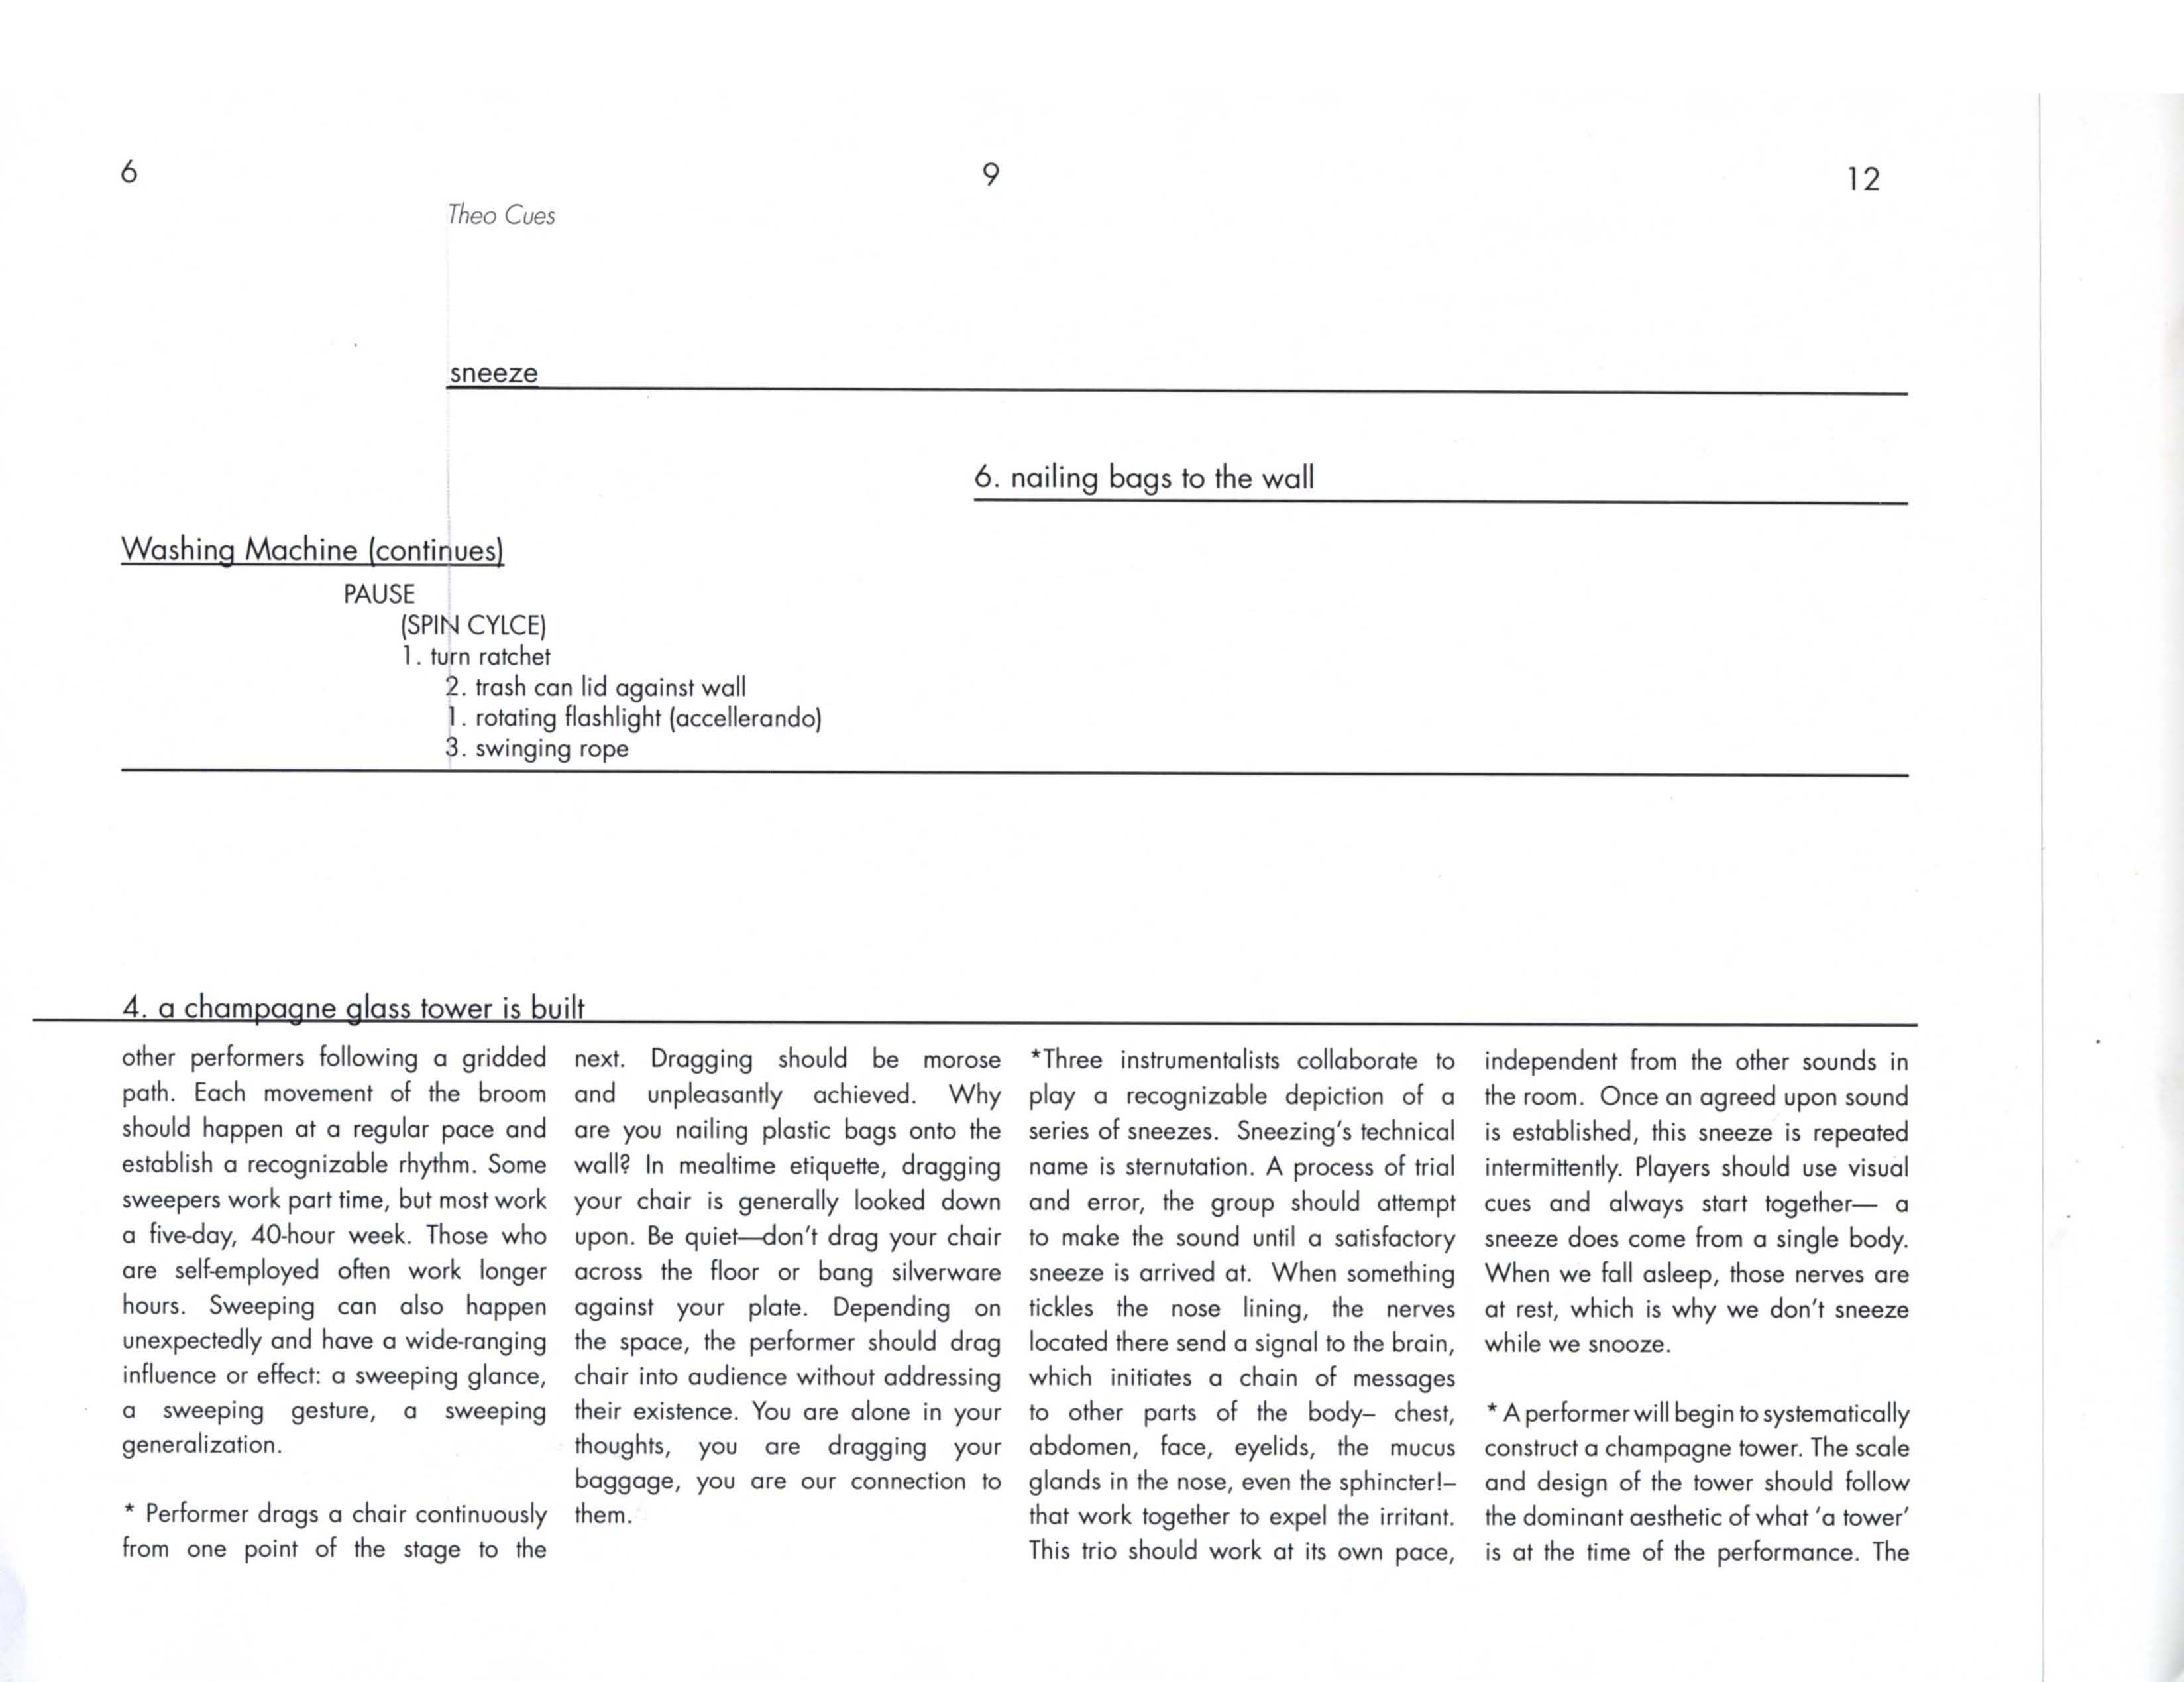 6
9
12
Theo Cues
sneeze
6. nailing bags to the wall
Washing Machine (continues)
PAUSE
(SPIN CYLCE)
1. turn ratchet
2. trash can lid against wall
1. rotating flashlight (accellerando)
3. swinging rope
4. a champagne glass tower is built
other performers following a gridded
path. Each movement of the broom
should happen at a regular pace and
establish a recognizable rhythm. Some
sweepers work part time, but most work
a five-day, 40-hour week. Those who
are self-employed often work longer
hours. Sweeping can also happen
unexpectedly and have a wide-ranging
influence or effect: a sweeping glance,
a sweeping gesture, a sweeping
generalization.
* Performer drags a chair continuously
from one point of the stage to the
next. Dragging should be morose
and unpleasantly achieved. Why
are you nailing plastic bags onto the
wall? In mealtime etiquette, dragging
your chair is generally looked down
upon. Be quiet—don't drag your chair
across the floor or bang silverware
against your plate. Depending on
the space, the performer should drag
chair into audience without addressing
their existence. You are alone in your
thoughts, you are dragging your
baggage, you are our connection to
them.
*Three instrumentalists collaborate to
play a recognizable depiction of a
series of sneezes. Sneezing's technical
name is sternutation. A process of trial
and error, the group should attempt
to make the sound until a satisfactory
sneeze is arrived at. When something
tickles the nose lining, the nerves
located there send a signal to the brain,
which initiates a chain of messages
to other parts of the body– chest,
abdomen, face, eyelids, the mucus
glands in the nose, even the sphincter!–
that work together to expel the irritant.
This trio should work at its own pace,
independent from the other sounds in
the room. Once an agreed upon sound
is established, this sneeze is repeated
intermittently. Players should use visual
cues and always start together— a
sneeze does come from a single body.
When we fall asleep, those nerves are
at rest, which is why we don't sneeze
while we snooze.
* A performer will begin to systematically
construct a champagne tower. The scale
and design of the tower should follow
the dominant aesthetic of what 'a tower'
is at the time of the performance. The